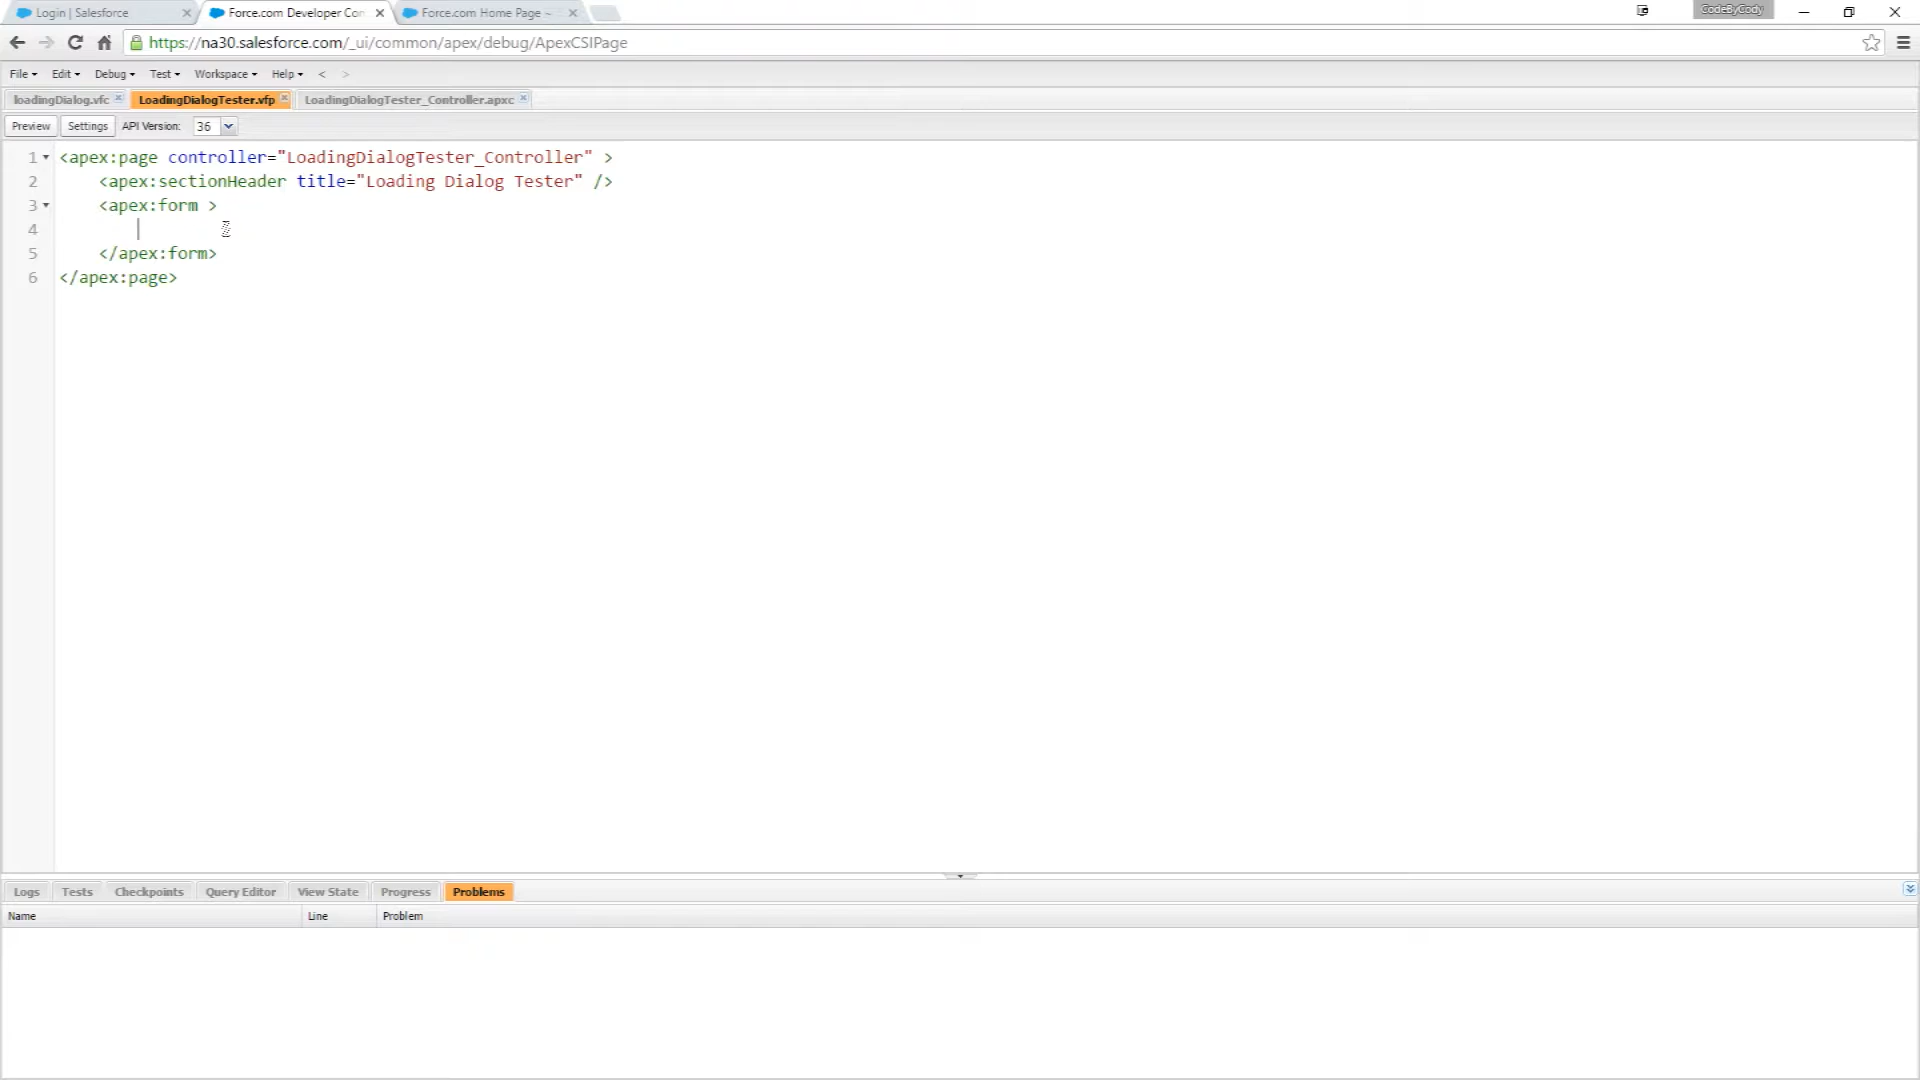 Login | Salesforce
Force.com Developer Con
Force.com Home Page ~
CodeByCody
https://na30.salesforce.com/_ui/common/apex/debug/ApexCSIPage
File Edit Debug Test Workspace Help < >
loadingDialog.vfc LoadingDialogTester.vfp LoadingDialogTester_Controller.apxc
Preview Settings API Version: 36
1 <apex:page controller="LoadingDialogTester_Controller" >
2 <apex:sectionHeader title="Loading Dialog Tester" />
3 <apex:form >
4
5 </apex:form>
6 </apex:page>
Logs Tests Checkpoints Query Editor View State Progress Problems
Name Line Problem